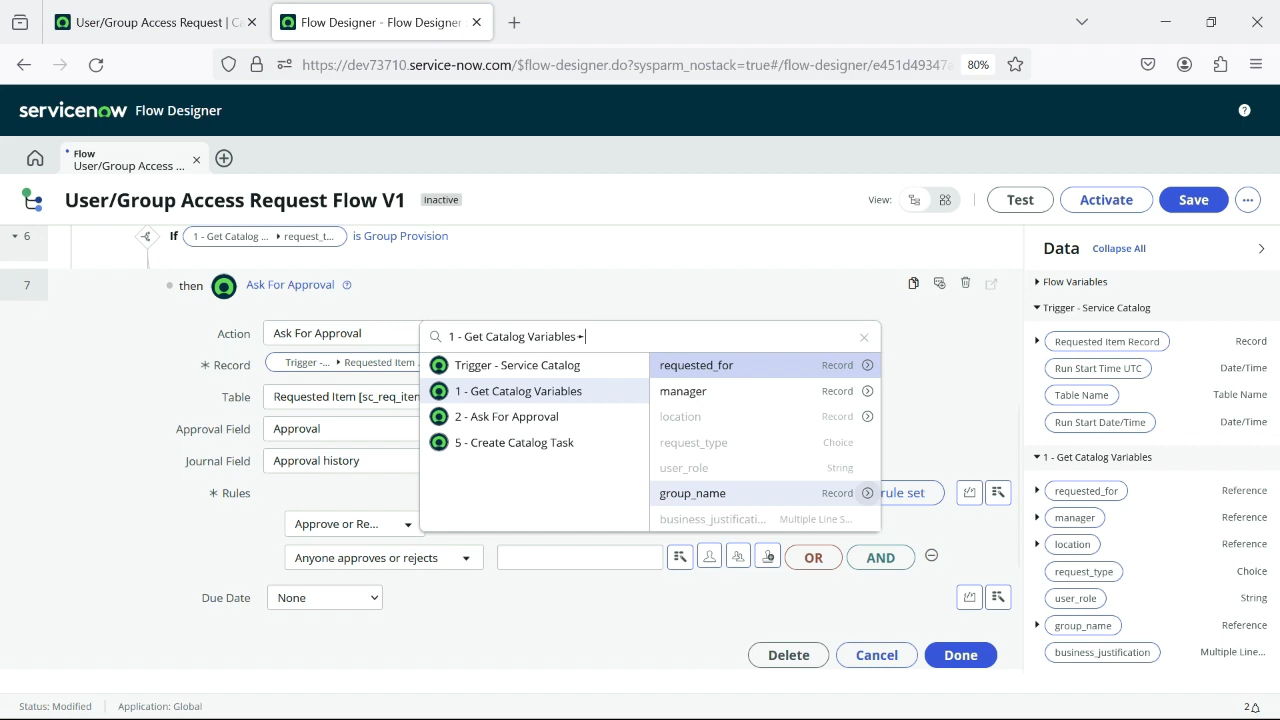 User/Group Access Request | Ca
Flow Designer - Flow Designer
https://dev73710.service-now.com/$flow-designer.do?sysparm_nostack=true#/flow-designer/e451d49347a
80%
servicenow Flow Designer
Flow
User/Group Access ...
User/Group Access Request Flow V1
Inactive
View:
Test
Activate
Save
6
If
1 - Get Catalog ...
request_t...
is Group Provision
7
then
Ask For Approval
Action
Ask For Approval
* Record
Trigger -...
Requested Item
Table
Requested Item [sc_req_item
Approval Field
Approval
Journal Field
Approval history
* Rules
rule set
Approve or Re...
Anyone approves or rejects
OR
AND
Due Date
None
Delete
Cancel
Done
1 - Get Catalog Variables
Trigger - Service Catalog
1 - Get Catalog Variables
2 - Ask For Approval
5 - Create Catalog Task
requested_for Record
manager Record
location Record
request_type Choice
user_role String
group_name Record
business_justificati... Multiple Line S...
Data
Collapse All
Flow Variables
Trigger - Service Catalog
Requested Item Record Record
Run Start Time UTC Date/Time
Table Name Table Name
Run Start Date/Time Date/Time
1 - Get Catalog Variables
requested_for Reference
manager Reference
location Reference
request_type Choice
user_role String
group_name Reference
business_justification Multiple Line...
Status: Modified
Application: Global
2